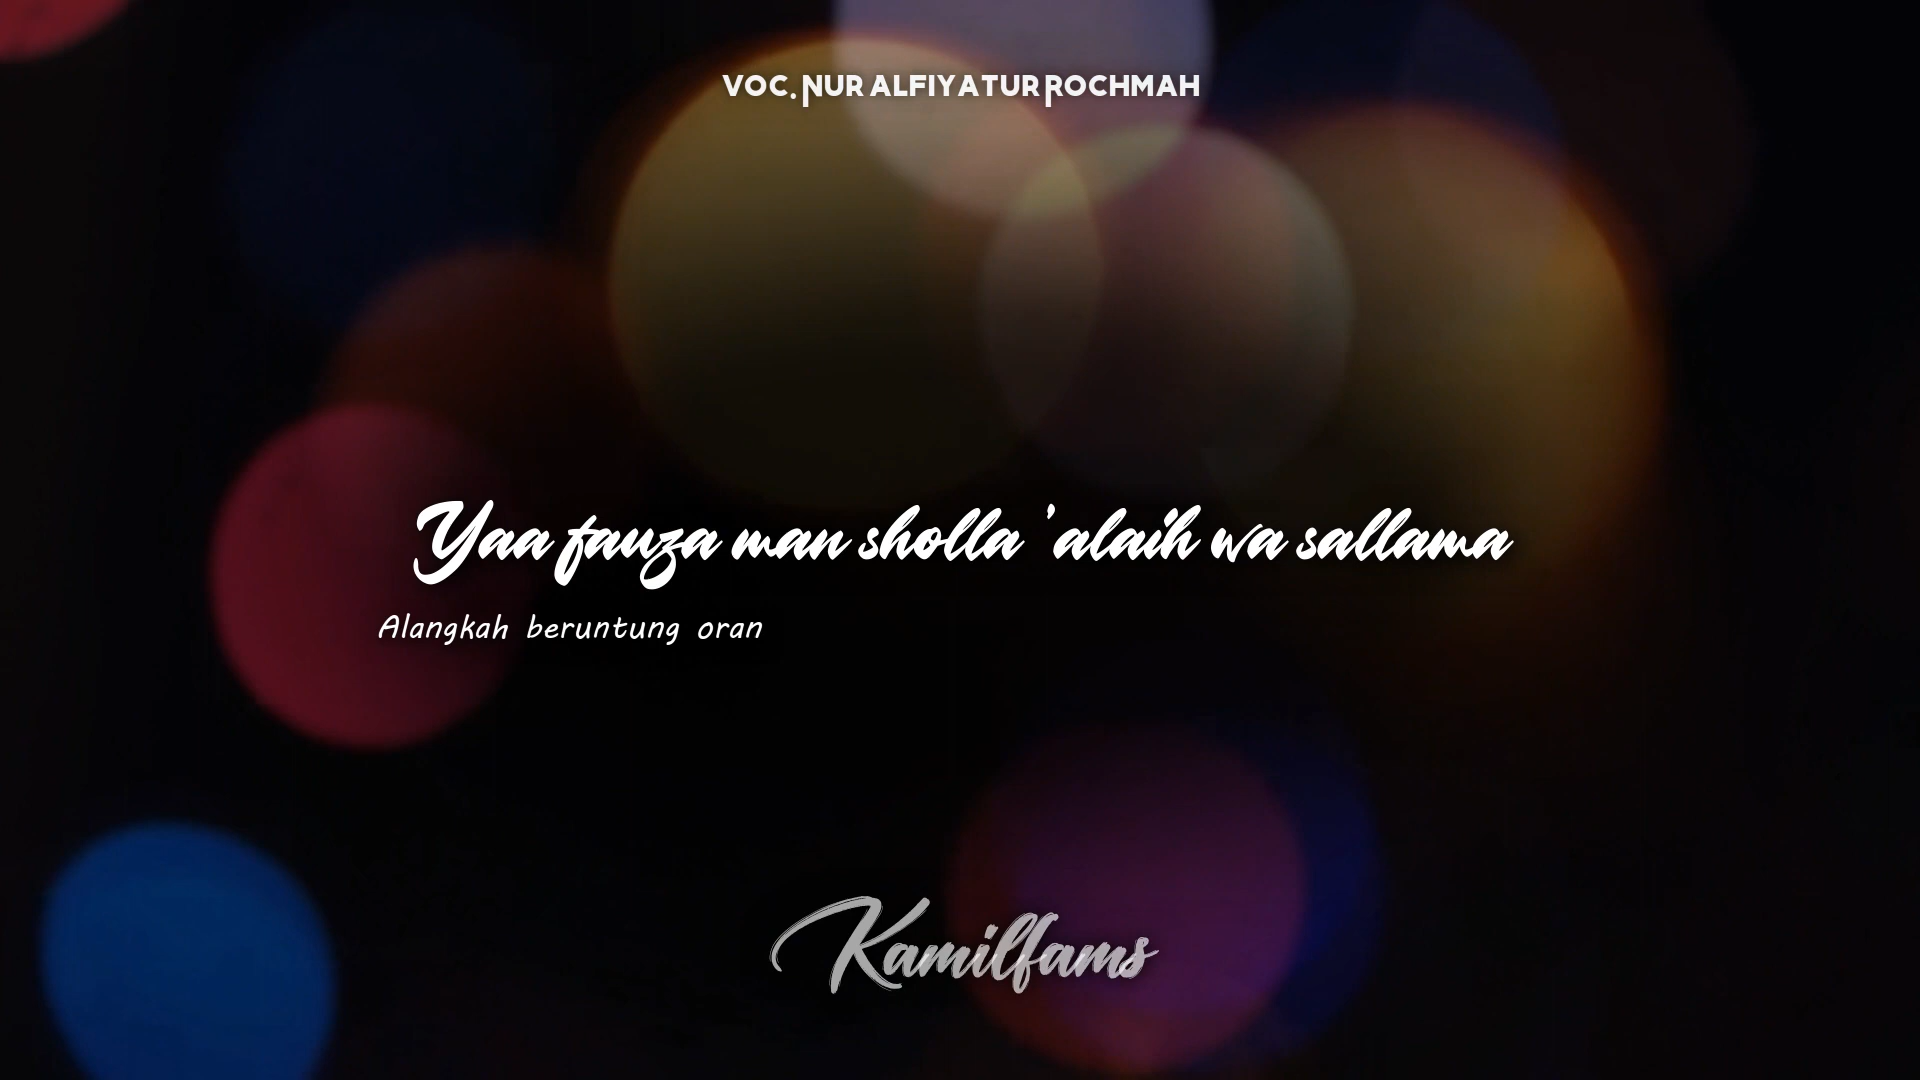 VOC. NUR ALFIYATUR ROCHMAH
Yaa fauza man sholla 'alaih wa sallama
Alangkah beruntung oran
Kamilfams